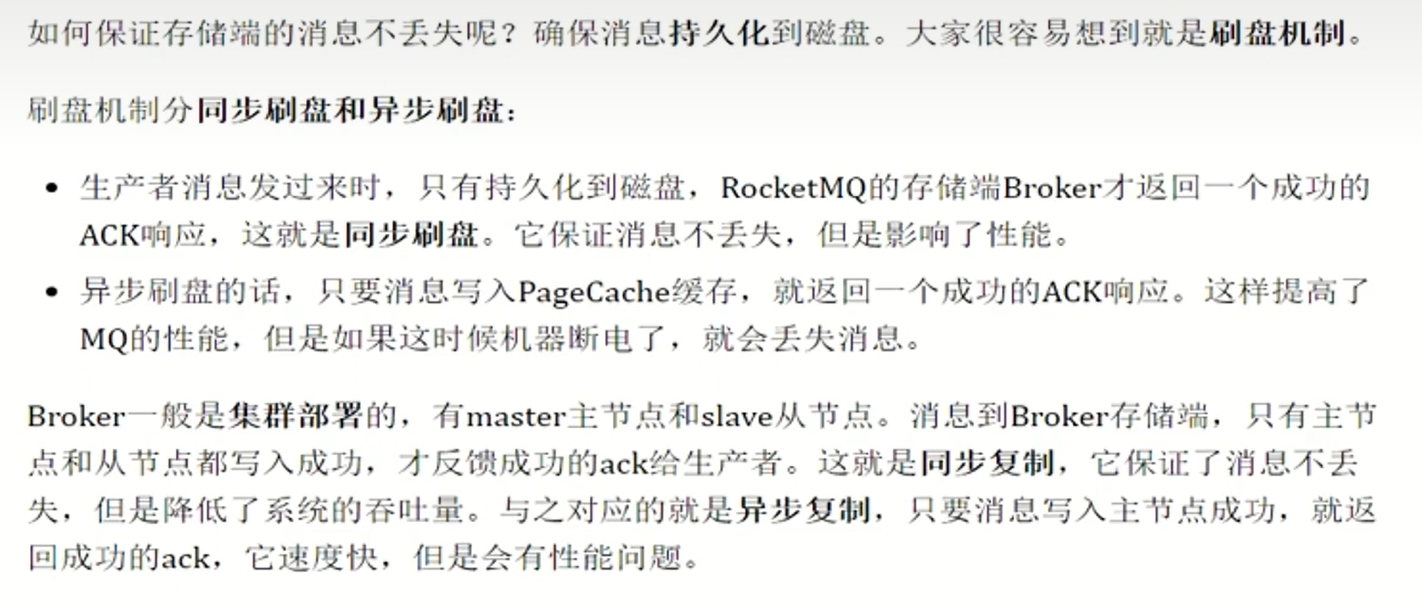 如何保证存储端的消息不丢失呢？确保消息持久化到磁盘。大家很容易想到就是刷盘机制。
刷盘机制分同步刷盘和异步刷盘：
• 生产者消息发过来时，只有持久化到磁盘，RocketMQ的存储端Broker才返回一个成功的
ACK响应，这就是同步刷盘。它保证消息不丢失，但是影响了性能。
• 异步刷盘的话，只要消息写入PageCache缓存，就返回一个成功的ACK响应。这样提高了
MQ的性能，但是如果这时候机器断电了，就会丢失消息。
Broker一般是集群部署的，有master主节点和slave从节点。消息到Broker存储端，只有主节
点和从节点都写入成功，才反馈成功的ack给生产者。这就是同步复制，它保证了消息不丢
失，但是降低了系统的吞吐量。与之对应的就是异步复制，只要消息写入主节点成功，就返
回成功的ack，它速度快，但是会有性能问题。